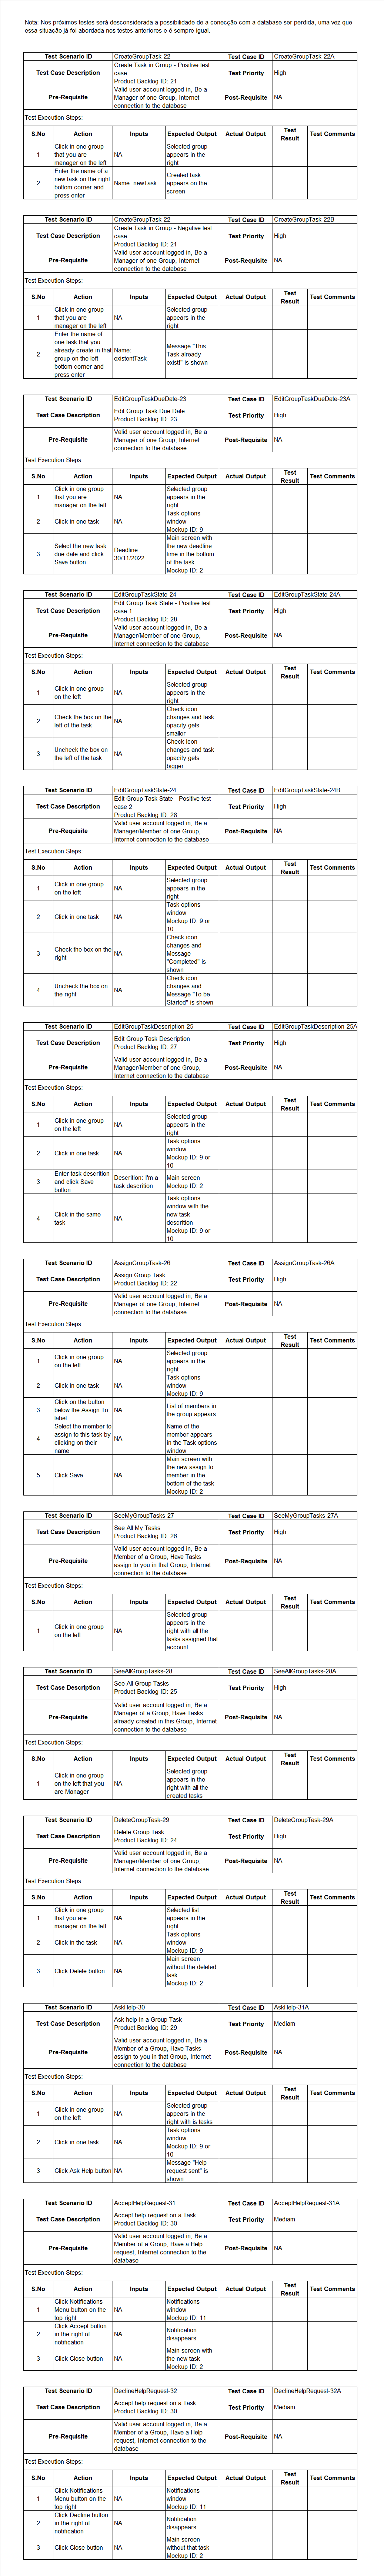 Nota: Nos próximos testes será desconsiderada a possibilidade de a conecção com a database ser perdida, uma vez que
essa situação já foi abordada nos testes anteriores e é sempre igual.
Test Scenario ID CreateGroupTask-22 Test Case ID CreateGroupTask-22A
Test Case Description Create Task in Group - Positive test case Product Backlog ID: 21 Test Priority High
Pre-Requisite Valid user account logged in, Be a Manager of one Group, Internet connection to the database Post-Requisite NA
Test Execution Steps:
S.No Action Inputs Expected Output Actual Output Test Result Test Comments
1 Click in one group that you are manager on the left NA Selected group appears in the right
2 Enter the name of a new task on the right bottom corner and press enter Name: newTask Created task appears on the screen
Test Scenario ID CreateGroupTask-22 Test Case ID CreateGroupTask-22B
Test Case Description Create Task in Group - Negative test case Product Backlog ID: 21 Test Priority High
Pre-Requisite Valid user account logged in, Be a Manager of one Group, Internet connection to the database Post-Requisite NA
Test Execution Steps:
S.No Action Inputs Expected Output Actual Output Test Result Test Comments
1 Click in one group that you are manager on the left NA Selected group appears in the right
2 Enter the name of one task that you already create in that group on the left bottom corner and press enter Name: existentTask Message "This Task already exist!" is shown
Test Scenario ID EditGroupTaskDueDate-23 Test Case ID EditGroupTaskDueDate-23A
Test Case Description Edit Group Task Due Date Product Backlog ID: 23 Test Priority High
Pre-Requisite Valid user account logged in, Be a Manager of one Group, Internet connection to the database Post-Requisite NA
Test Execution Steps:
S.No Action Inputs Expected Output Actual Output Test Result Test Comments
1 Click in one group that you are manager on the left NA Selected group appears in the right
2 Click in one task NA Task options window Mockup ID: 9
3 Select the new task due date and click Save button Deadline: 30/11/2022 Main screen with the new deadline time in the bottom of the task Mockup ID: 2
Test Scenario ID EditGroupTaskState-24 Test Case ID EditGroupTaskState-24A
Test Case Description Edit Group Task State - Positive test case 1 Product Backlog ID: 28 Test Priority High
Pre-Requisite Valid user account logged in, Be a Manager/Member of one Group, Internet connection to the database Post-Requisite NA
Test Execution Steps:
S.No Action Inputs Expected Output Actual Output Test Result Test Comments
1 Click in one group on the left NA Selected group appears in the right
2 Check the box on the left of the task NA Check icon changes and task opacity gets smaller
3 Uncheck the box on the left of the task NA Check icon changes and task opacity gets bigger
Test Scenario ID EditGroupTaskState-24 Test Case ID EditGroupTaskState-24B
Test Case Description Edit Group Task State - Positive test case 2 Product Backlog ID: 28 Test Priority High
Pre-Requisite Valid user account logged in, Be a Manager/Member of one Group, Internet connection to the database Post-Requisite NA
Test Execution Steps:
S.No Action Inputs Expected Output Actual Output Test Result Test Comments
1 Click in one group on the left NA Selected group appears in the right
2 Click in one task NA Task options window Mockup ID: 9 or 10
3 Check the box on the right NA Check icon changes and Message "Completed" is shown
4 Uncheck the box on the right NA Check icon changes and Message "To be Started" is shown
Test Scenario ID EditGroupTaskDescription-25 Test Case ID EditGroupTaskDescription-25A
Test Case Description Edit Group Task Description Product Backlog ID: 27 Test Priority High
Pre-Requisite Valid user account logged in, Be a Manager/Member of one Group, Internet connection to the database Post-Requisite NA
Test Execution Steps:
S.No Action Inputs Expected Output Actual Output Test Result Test Comments
1 Click in one group on the left NA Selected group appears in the right
2 Click in one task NA Task options window Mockup ID: 9 or 10
3 Enter task descrition and click Save button Descrition: I'm a task descrition Main screen Mockup ID: 2
4 Click in the same task NA Task options window with the new task descrition Mockup ID: 9 or 10
Test Scenario ID AssignGroupTask-26 Test Case ID AssignGroupTask-26A
Test Case Description Assign Group Task Product Backlog ID: 22 Test Priority High
Pre-Requisite Valid user account logged in, Be a Manager of one Group, Internet connection to the database Post-Requisite NA
Test Execution Steps:
S.No Action Inputs Expected Output Actual Output Test Result Test Comments
1 Click in one group on the left NA Selected group appears in the right
2 Click in one task NA Task options window Mockup ID: 9
3 Click on the button below the Assign To label NA List of members in the group appears
4 Select the member to assign to this task by clicking on their name NA Name of the member appears in the Task options window
5 Click Save NA Main screen with the new assign to member in the bottom of the task Mockup ID: 2
Test Scenario ID SeeMyGroupTasks-27 Test Case ID SeeMyGroupTasks-27A
Test Case Description See All My Tasks Product Backlog ID: 26 Test Priority High
Pre-Requisite Valid user account logged in, Be a Member of a Group, Have Tasks assign to you in that Group, Internet connection to the database Post-Requisite NA
Test Execution Steps:
S.No Action Inputs Expected Output Actual Output Test Result Test Comments
1 Click in one group on the left NA Selected group appears in the right with all the tasks assigned that account
Test Scenario ID SeeAllGroupTasks-28 Test Case ID SeeAllGroupTasks-28A
Test Case Description See All Group Tasks Product Backlog ID: 25 Test Priority High
Pre-Requisite Valid user account logged in, Be a Manager of a Group, Have Tasks already created in this Group, Internet connection to the database Post-Requisite NA
Test Execution Steps:
S.No Action Inputs Expected Output Actual Output Test Result Test Comments
1 Click in one group on the left that you are Manager NA Selected group appears in the right with all the created tasks
Test Scenario ID DeleteGroupTask-29 Test Case ID DeleteGroupTask-29A
Test Case Description Delete Group Task Product Backlog ID: 24 Test Priority High
Pre-Requisite Valid user account logged in, Be a Manager/Member of one Group, Internet connection to the database Post-Requisite NA
Test Execution Steps:
S.No Action Inputs Expected Output Actual Output Test Result Test Comments
1 Click in one group that you are manager on the left NA Selected list appears in the right
2 Click in the task NA Task options window Mockup ID: 9
3 Click Delete button NA Main screen without the deleted task Mockup ID: 2
Test Scenario ID AskHelp-30 Test Case ID AskHelp-31A
Test Case Description Ask help in a Group Task Product Backlog ID: 29 Test Priority Mediam
Pre-Requisite Valid user account logged in, Be a Member of a Group, Have Tasks assign to you in that Group, Internet connection to the database Post-Requisite NA
Test Execution Steps:
S.No Action Inputs Expected Output Actual Output Test Result Test Comments
1 Click in one group on the left NA Selected group appears in the right with is tasks
2 Click in one task NA Task options window Mockup ID: 9 or 10
3 Click Ask Help button NA Message "Help request sent" is shown
Test Scenario ID AcceptHelpRequest-31 Test Case ID AcceptHelpRequest-31A
Test Case Description Accept help request on a Task Product Backlog ID: 30 Test Priority Mediam
Pre-Requisite Valid user account logged in, Be a Member of a Group, Have a Help request, Internet connection to the database Post-Requisite NA
Test Execution Steps:
S.No Action Inputs Expected Output Actual Output Test Result Test Comments
1 Click Notifications Menu button on the top right NA Notifications window Mockup ID: 11
2 Click Accept button in the right of notification NA Notification disappears
3 Click Close button NA Main screen with the new task Mockup ID: 2
Test Scenario ID DeclineHelpRequest-32 Test Case ID DeclineHelpRequest-32A
Test Case Description Accept help request on a Task Product Backlog ID: 30 Test Priority Mediam
Pre-Requisite Valid user account logged in, Be a Member of a Group, Have a Help request, Internet connection to the database Post-Requisite NA
Test Execution Steps:
S.No Action Inputs Expected Output Actual Output Test Result Test Comments
1 Click Notifications Menu button on the top right NA Notifications window Mockup ID: 11
2 Click Decline button in the right of notification NA Notification disappears
3 Click Close button NA Main screen without that task Mockup ID: 2